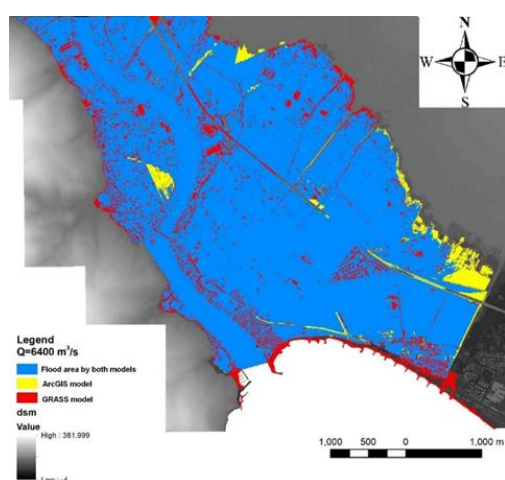 N
W E
S
Legend
Q=6400 m³/s
Flood area by both models
ArcGIS model
GRASS model
dsm
Value
High : 381,999
1,000 500 0 1,000 m